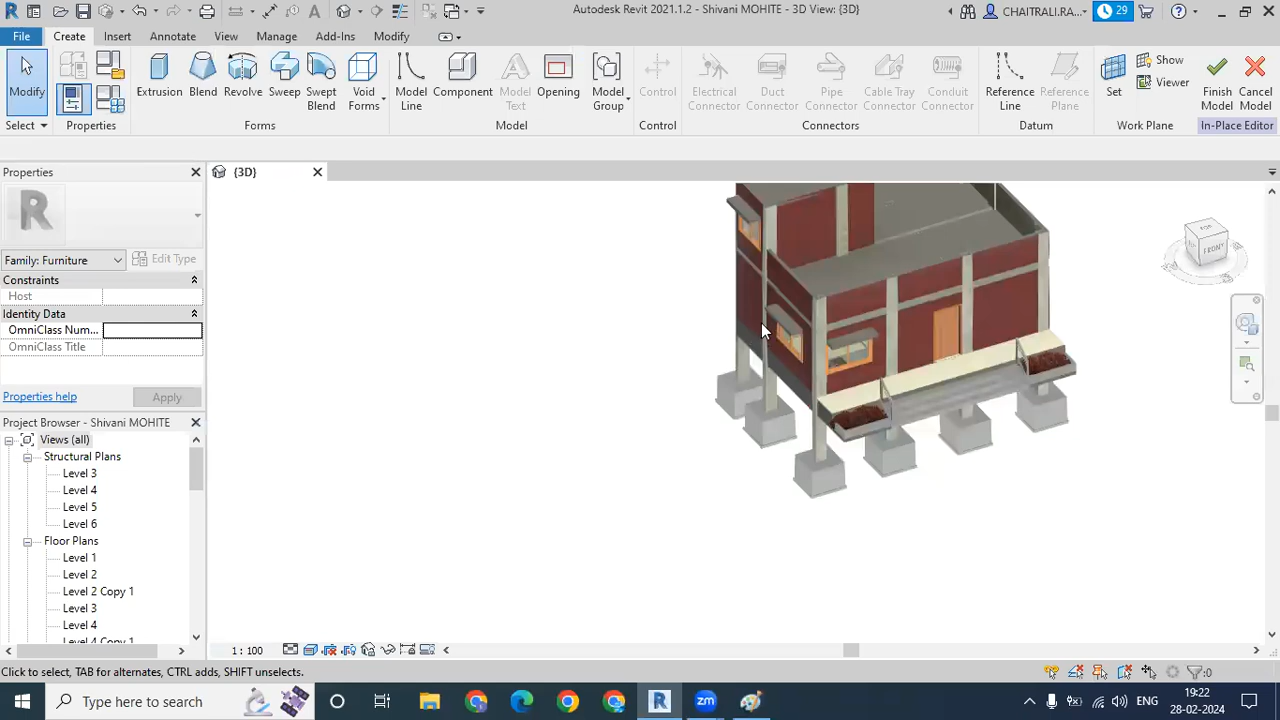 Autodesk Revit 2021.1.2 - Shivani MOHITE - 3D View: {3D}
CHAITRALI.RA...
29
File
Create
Insert
Annotate
View
Manage
Add-Ins
Modify
Modify
Extrusion
Blend
Revolve
Sweep
Swept Blend
Void Forms
Model Line
Component
Model Text
Opening
Model Group
Control
Electrical Connector
Duct Connector
Pipe Connector
Cable Tray Connector
Conduit Connector
Reference Line
Reference Plane
Set
Show
Viewer
Finish Model
Cancel Model
Select
Properties
Forms
Model
Control
Connectors
Datum
Work Plane
In-Place Editor
Properties
{3D}
R
Family: Furniture
Edit Type
Constraints
Host
Identity Data
OmniClass Num...
OmniClass Title
Properties help
Apply
Project Browser - Shivani MOHITE
Views (all)
Structural Plans
Level 3
Level 4
Level 5
Level 6
Floor Plans
Level 1
Level 2
Level 2 Copy 1
Level 3
Level 4
Level 4 Copy 1
TOP
FRONT
1 : 100
Click to select, TAB for alternates, CTRL adds, SHIFT unselects.
:0
Type here to search
R
zm
ENG
19:22
28-02-2024